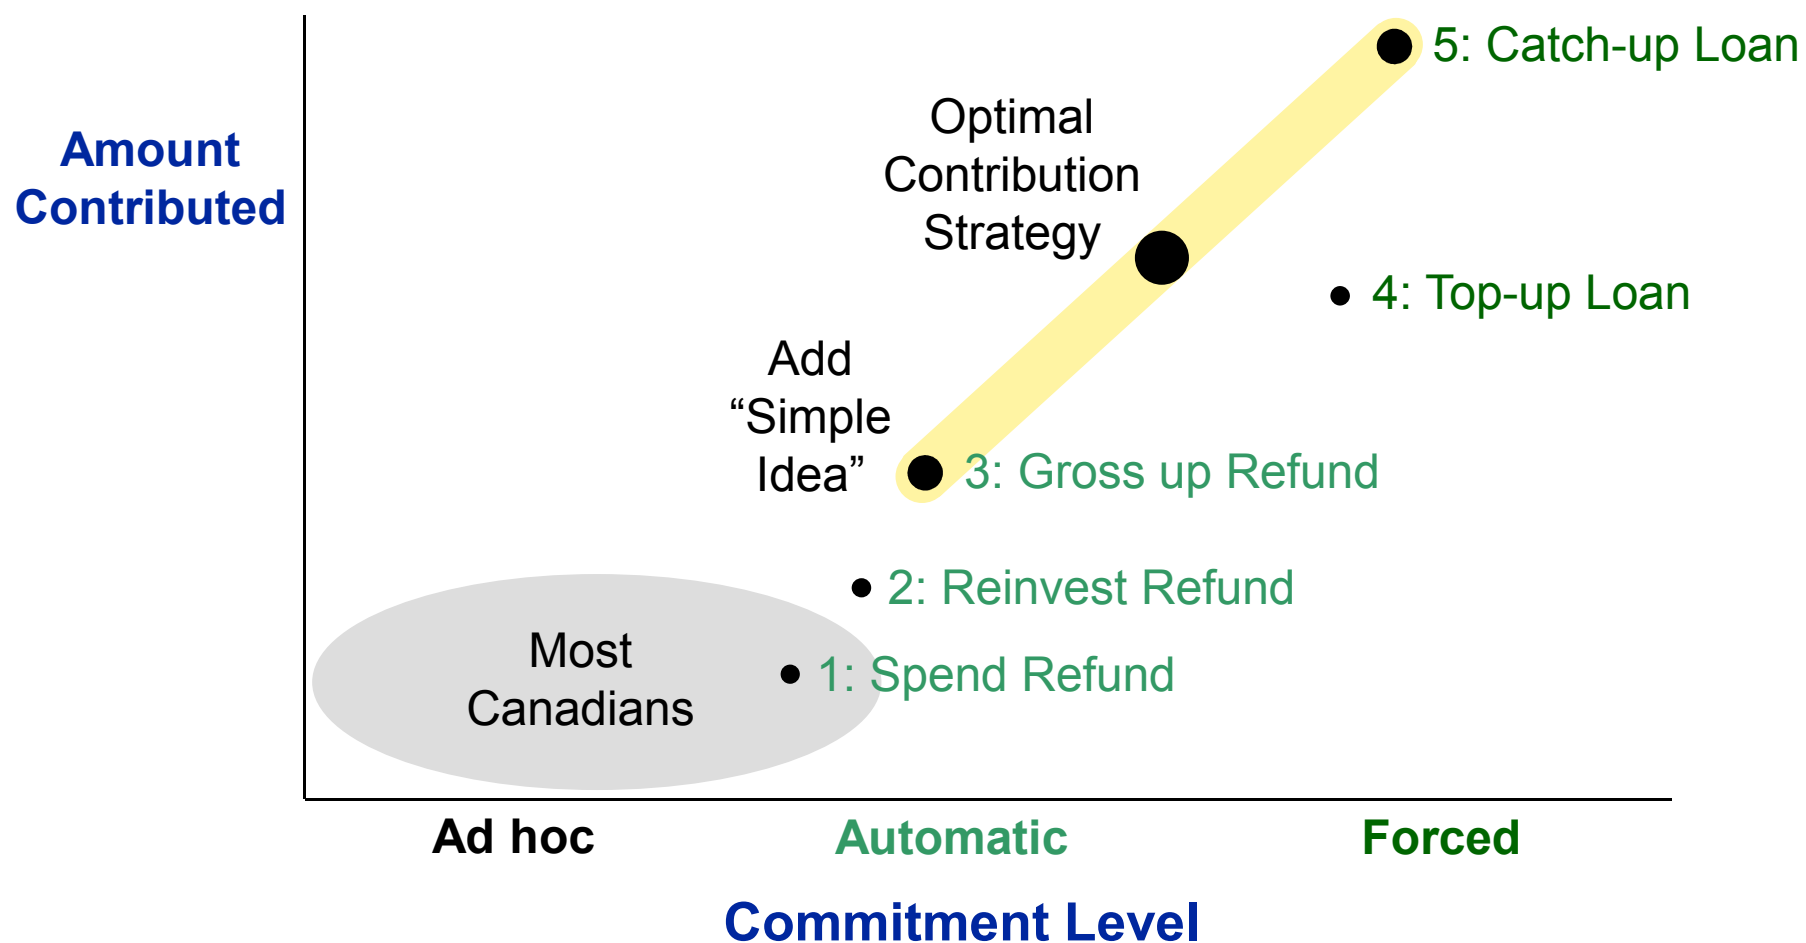 5: Catch-up Loan
Optimal
Contribution
Strategy
Amount
Contributed
4: Top-up Loan
Add
“Simple
Idea”
3: Gross up Refund
2: Reinvest Refund
Most
Canadians
1: Spend Refund
Ad hoc
Automatic
Forced
Commitment Level